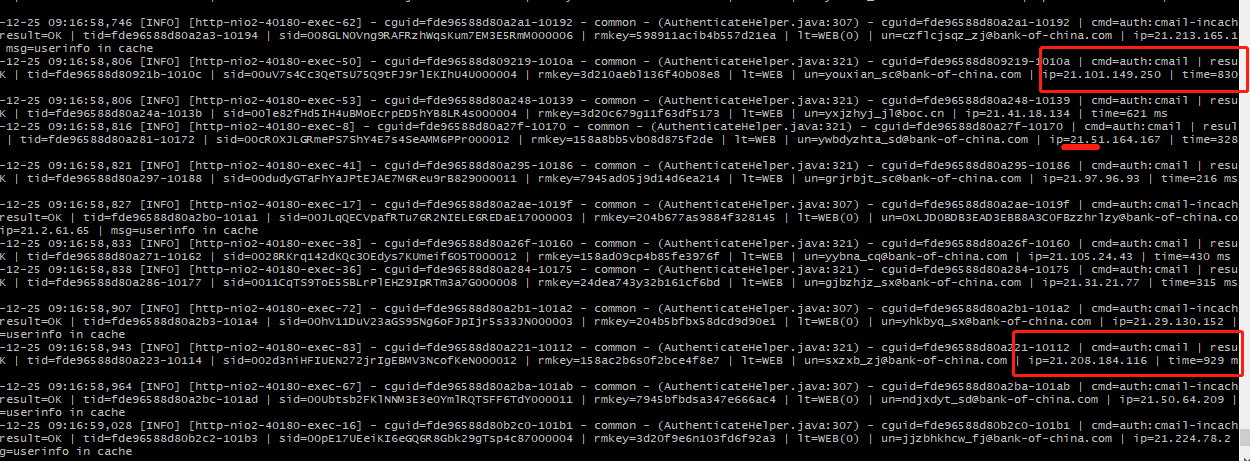 -12-25 09:16:58,746 [INFO] [http-nio2-40180-exec-62] - cguid=fde96588d80a2a1-10192 - common - (AuthenticateHelper.java:307) - cguid=fde96588d80a2a1-10192 | cmd=auth:cmail-incach
result=OK | tid=fde96588d80a2a3-10194 | sid=008GLN0Vng9RAFRzhWqsKum7EM3E5RmM000006 | rmkey=598911acib4b557d21ea | lt=WEB(0) | un=czflcjsqz_zj@bank-of-china.com | ip=21.213.165.1
| msg=userinfo in cache
-12-25 09:16:58,806 [INFO] [http-nio2-40180-exec-50] - cguid=fde96588d809219-1010a - common - (AuthenticateHelper.java:321) - cguid=fde96588d809219-1010a | cmd=auth:cmail | resu
K | tid=fde96588d80921b-1010c | sid=00uV7s4Cc3QeTsU75Q9tFJ9rlEKIhU4U000004 | rmkey=3d210aebl136f40b08e8 | lt=WEB | un=youxian_sc@bank-of-china.com | ip=21.101.149.250 | time=830
-12-25 09:16:58,806 [INFO] [http-nio2-40180-exec-53] - cguid=fde96588d80a248-10139 - common - (AuthenticateHelper.java:321) - cguid=fde96588d80a248-10139 | cmd=auth:cmail | resu
K | tid=fde96588d80a24a-1013b | sid=00le82fHd5IH4uBMoEcrpED5hYB8LR4s000004 | rmkey=3d20c679g11f63df5173 | lt=WEB | un=yxjzhyj_jl@boc.cn | ip=21.41.18.134 | time=621 ms
-12-25 09:16:58,816 [INFO] [http-nio2-40180-exec-8] - cguid=fde96588d80a27f-10170 - common - (AuthenticateHelper.java:321) - cguid=fde96588d80a27f-10170 | cmd=auth:cmail | resul
| tid=fde96588d80a281-10172 | sid=00cR0XJLGRmePS7ShY4E7SsSeAMM6PPr000012 | rmkey=158a8bb5vb08d875f2de | lt=WEB | un=ywbdyzhta_sd@bank-of-china.com | ip=21.51.164.167 | time=328
-12-25 09:16:58,821 [INFO] [http-nio2-40180-exec-41] - cguid=fde96588d80a295-10186 - common - (AuthenticateHelper.java:321) - cguid=fde96588d80a295-10186 | cmd=auth:cmail | resu
K | tid=fde96588d80a297-10188 | sid=00dudyGTaFhYaJPtEJAE7M6Reu9rB829000011 | rmkey=7945ad05j9d14d6ea214 | lt=WEB | un=grjrbjt_sc@bank-of-china.com | ip=21.97.96.93 | time=216 ms
-12-25 09:16:58,827 [INFO] [http-nio2-40180-exec-17] - cguid=fde96588d80a2ae-1019f - common - (AuthenticateHelper.java:307) - cguid=fde96588d80a2ae-1019f | cmd=auth:cmail-incach
result=OK | tid=fde96588d80a2b0-101a1 | sid=00JLqQECVpafRTu76R2NIELE6REDaE17000003 | rmkey=204b677as9884f328145 | lt=WEB(0) | un=0xLJD0BDB3EAD3EBB8A3C0FBzzhrlzy@bank-of-china.co
ip=21.2.61.65 | msg=userinfo in cache
-12-25 09:16:58,833 [INFO] [http-nio2-40180-exec-38] - cguid=fde96588d80a26f-10160 - common - (AuthenticateHelper.java:321) - cguid=fde96588d80a26f-10160 | cmd=auth:cmail | resu
K | tid=fde96588d80a271-10162 | sid=0028RKrq142dKQc3OEdys7KUmeif6O5T000012 | rmkey=158ad09cp4b85fe3976f | lt=WEB | un=yybna_cq@bank-of-china.com | ip=21.105.24.43 | time=430 ms
-12-25 09:16:58,838 [INFO] [http-nio2-40180-exec-36] - cguid=fde96588d80a284-10175 - common - (AuthenticateHelper.java:321) - cguid=fde96588d80a284-10175 | cmd=auth:cmail | resu
K | tid=fde96588d80a286-10177 | sid=0011CqTS9ToE5SBLrPlEHZ9IpRTm3a7G000008 | rmkey=24dea743y32b161cf6bd | lt=WEB | un=gjbzhjz_sx@bank-of-china.com | ip=21.31.21.77 | time=315 ms
-12-25 09:16:58,907 [INFO] [http-nio2-40180-exec-72] - cguid=fde96588d80a2b1-101a2 - common - (AuthenticateHelper.java:307) - cguid=fde96588d80a2b1-101a2 | cmd=auth:cmail-incach
result=OK | tid=fde96588d80a2b3-101a4 | sid=00hV11DuV23aGS9SNg6oFJpIjr5s33JN000003 | rmkey=204b5bfbx58dcd9d90e1 | lt=WEB(0) | un=yhkbyq_sx@bank-of-china.com | ip=21.29.130.152 |
=userinfo in cache
-12-25 09:16:58,943 [INFO] [http-nio2-40180-exec-83] - cguid=fde96588d80a221-10112 - common - (AuthenticateHelper.java:321) - cguid=fde96588d80a221-10112 | cmd=auth:cmail | resu
K | tid=fde96588d80a223-10114 | sid=002d3niHFIUEN272jrIgEBMV3NcofKeN000012 | rmkey=158ac2b6s0f2bce4f8e7 | lt=WEB | un=sxzxb_zj@bank-of-china.com | ip=21.208.184.116 | time=929 m
-12-25 09:16:58,964 [INFO] [http-nio2-40180-exec-67] - cguid=fde96588d80a2ba-101ab - common - (AuthenticateHelper.java:307) - cguid=fde96588d80a2ba-101ab | cmd=auth:cmail-incach
result=OK | tid=fde96588d80a2bc-101ad | sid=00Ubtsb2FKlNNM3E3e0YmlRQTSFF6TdY000011 | rmkey=7945bfbdsa347e666ac4 | lt=WEB(0) | un=ndjxdyt_sd@bank-of-china.com | ip=21.50.64.209 |
=userinfo in cache
-12-25 09:16:59,028 [INFO] [http-nio2-40180-exec-16] - cguid=fde96588d80b2c0-101b1 - common - (AuthenticateHelper.java:307) - cguid=fde96588d80b2c0-101b1 | cmd=auth:cmail-incach
result=OK | tid=fde96588d80b2c2-101b3 | sid=00pE17UEeiKI6eGQ6R8Gbk29gTsp4c87000004 | rmkey=3d20f9e6n103fd6f92a3 | lt=WEB(0) | un=jjzbhkhcw_fj@bank-of-china.com | ip=21.224.78.2
g=userinfo in cache